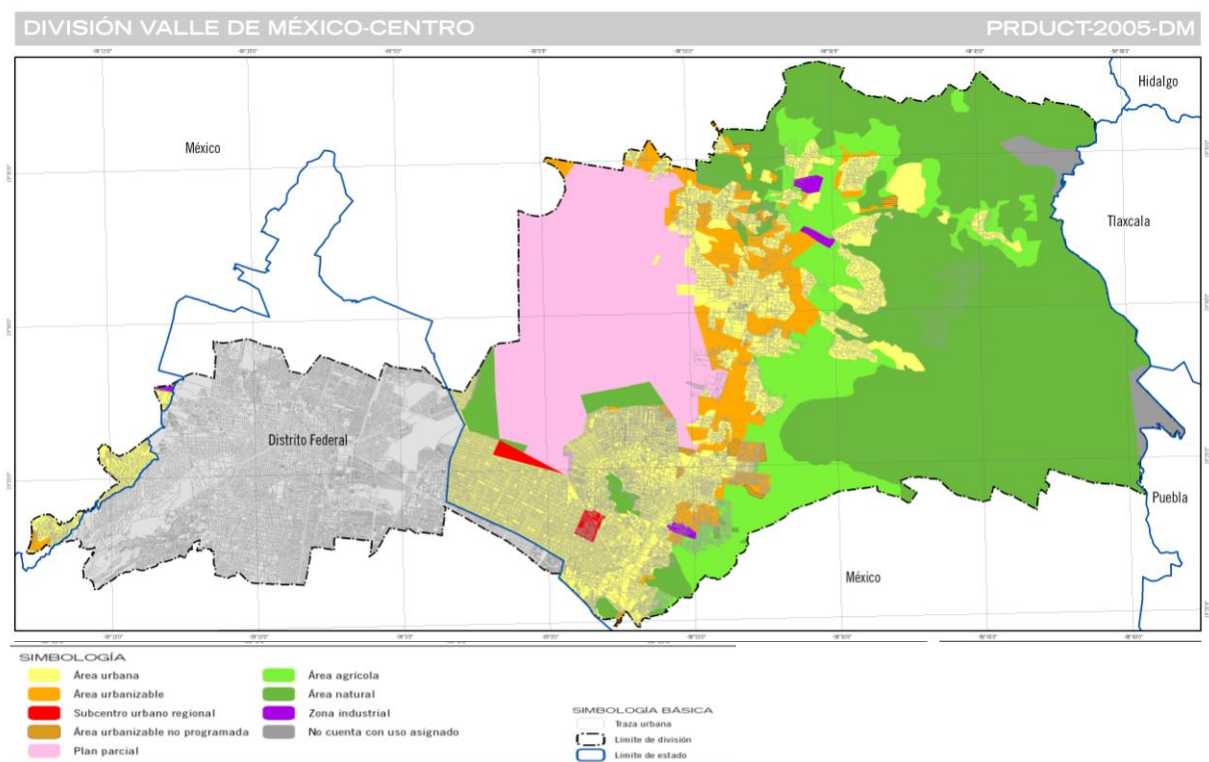 DIVISIÓN VALLE DE MÉXICO-CENTRO
PRDUCT-2005-DM
Hidalgo
México
Tlaxcala
Distrito Federal
Puebla
México
SIMBOLOGÍA
Área urbana
Área urbanizable
Subcentro urbano regional
Área urbanizable no programada
Plan parcial
Área agrícola
Área natural
Zona industrial
No cuenta con uso asignado
SIMBOLOGÍA BÁSICA
Traza urbana
Límite de división
Límite de estado